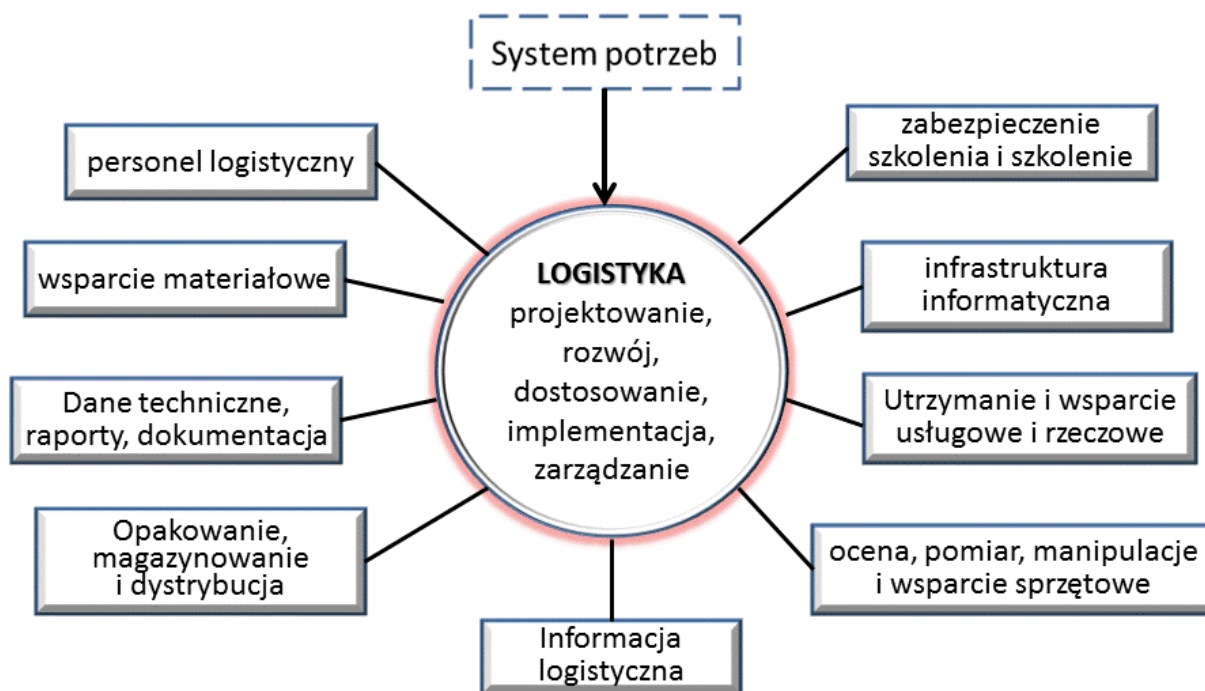 System potrzeb
personel logistyczny
zabezpieczenie
szkolenia i szkolenie
wsparcie materiałowe
infrastruktura
informatyczna
LOGISTYKA
projektowanie,
rozwój,
dostosowanie,
implementacja,
zarządzanie
Dane techniczne,
raporty, dokumentacja
Utrzymanie i wsparcie
usługowe i rzeczowe
Opakowanie,
magazynowanie
i dystrybucja
ocena, pomiar, manipulacje
i wsparcie sprzętowe
Informacja
logistyczna